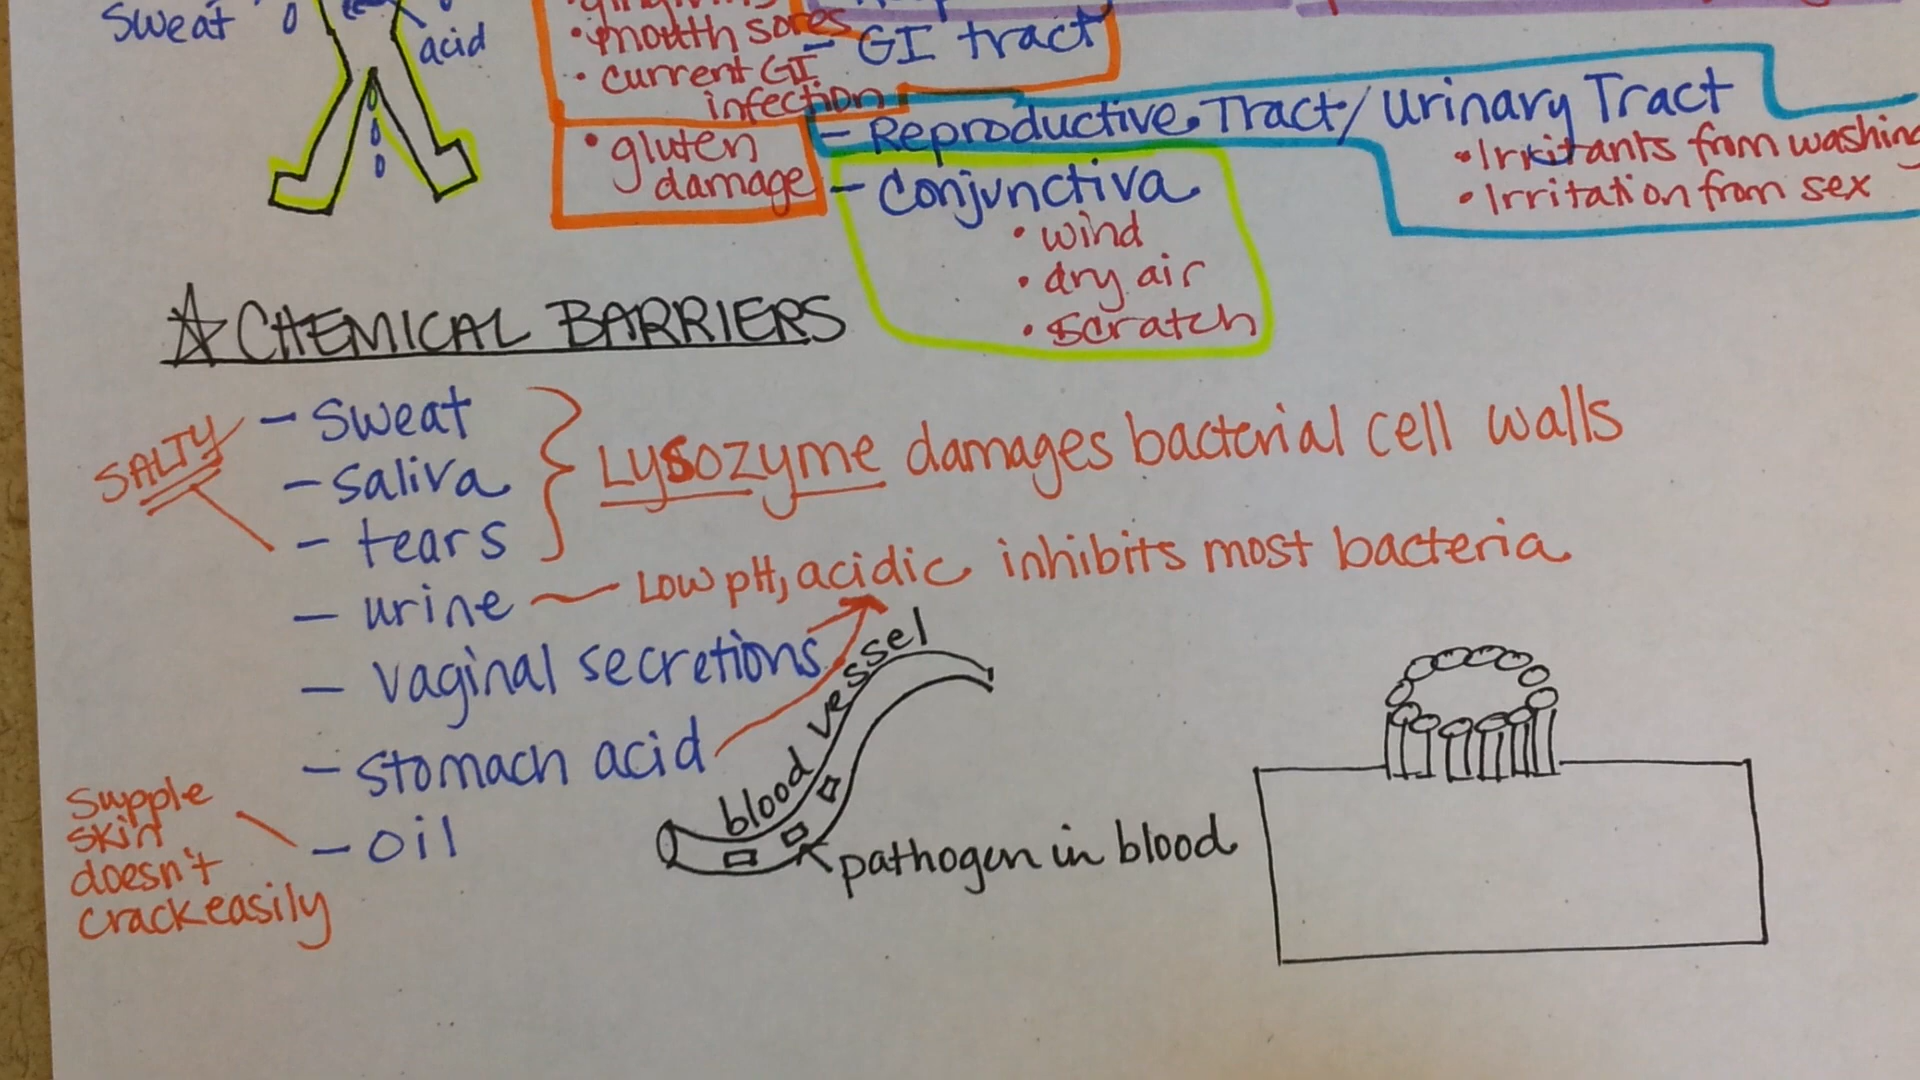 sweat
acid
• mouth sores
• current GI
infection
- GI tract
• gluten
damage
- Reproductive Tract/Urinary Tract
• Irritants from washing
• Irritation from sex
- Conjunctiva
• wind
• dry air
• scratch
☆ CHEMICAL BARRIERS
SALTY
- sweat
- saliva
- tears
Lysozyme damages bacterial cell walls
- urine
Low pH, acidic inhibits most bacteria
- vaginal secretions
- stomach acid
- oil
Supple
skin
doesn't
crack easily
blood vessel
pathogen in blood